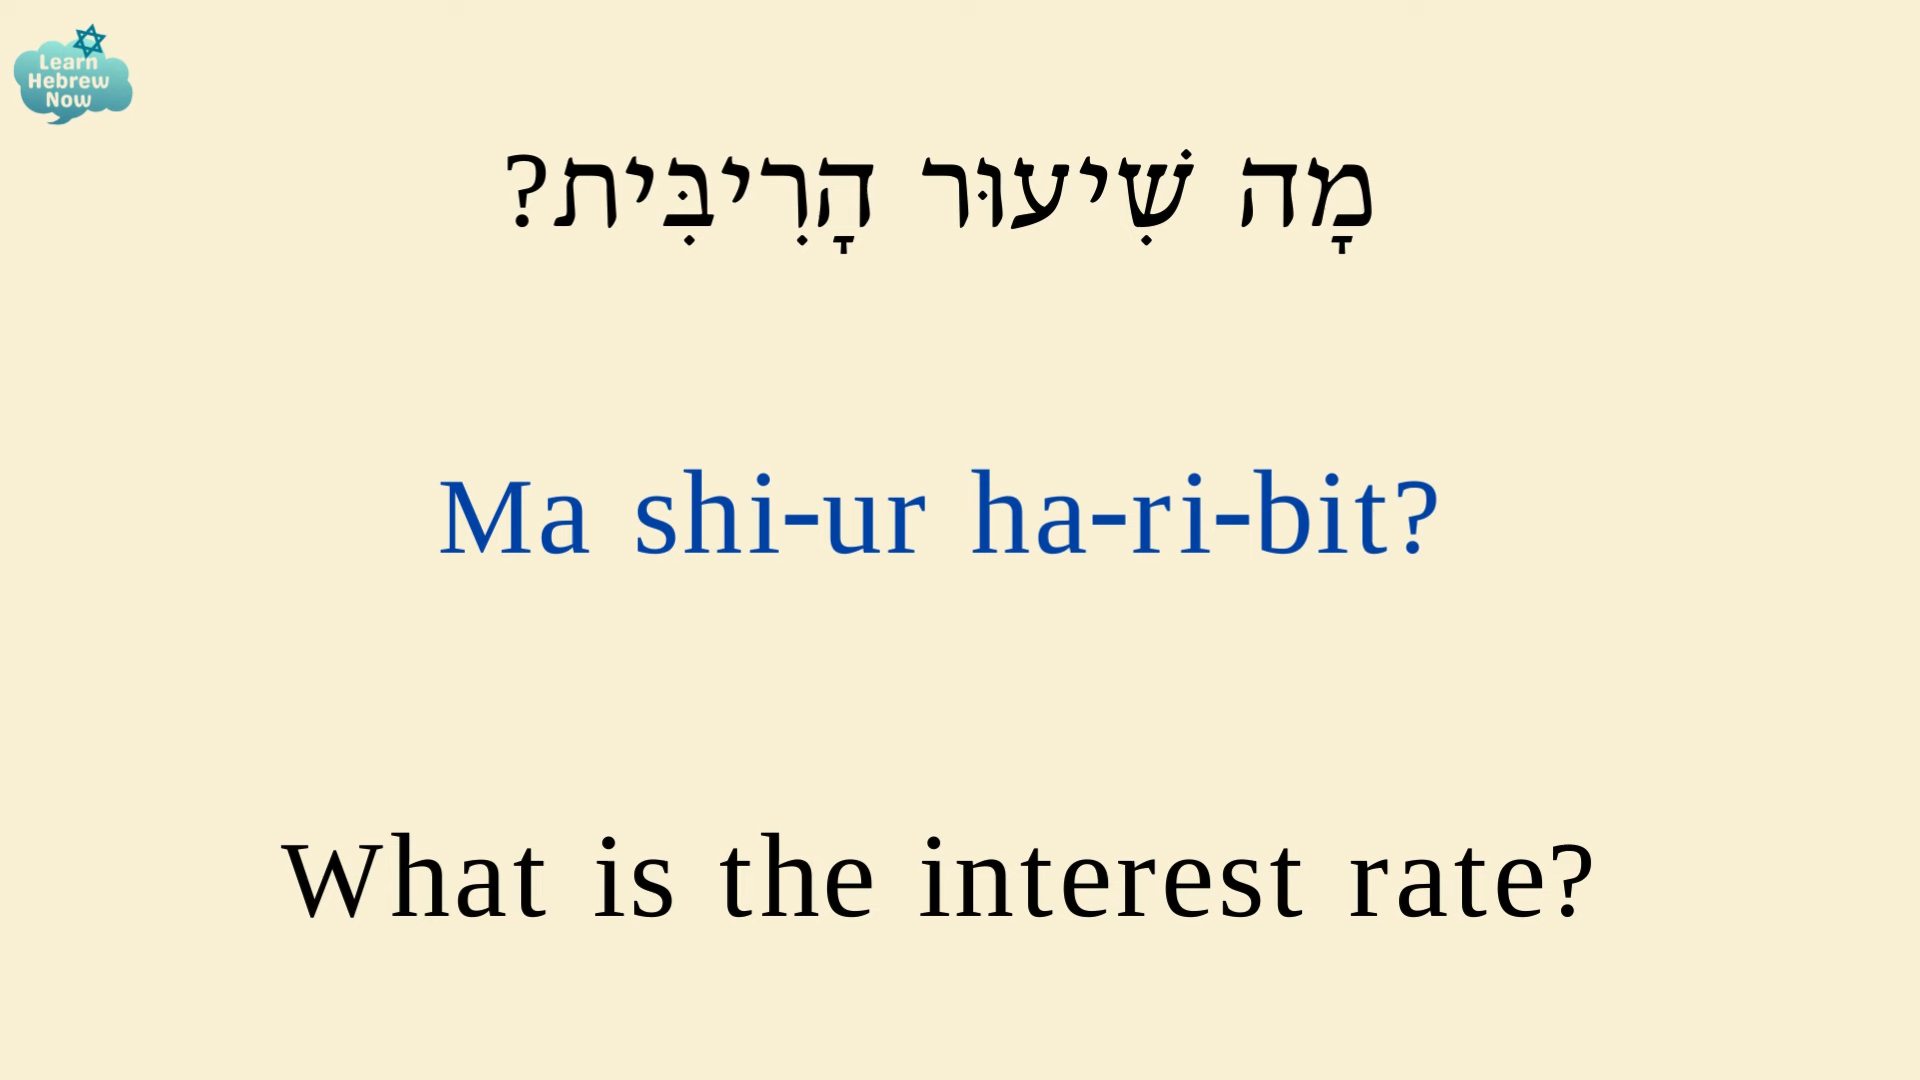 Learn
Hebrew
Now
מָה שִׁיעוּר הָרִיבִּית?
Ma shi-ur ha-ri-bit?
What is the interest rate?